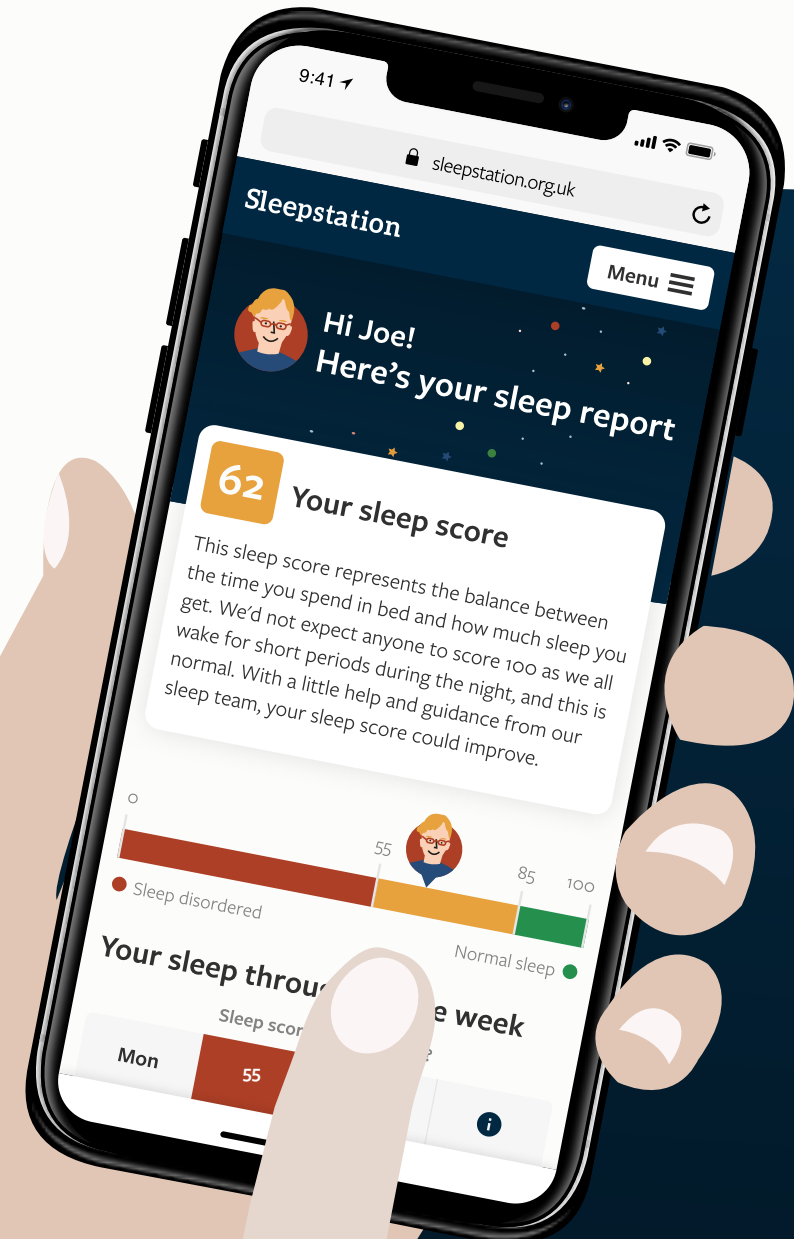 9:41
sleepstation.org.uk
Sleepstation
Menu
Hi Joe!
Here's your sleep report
62
Your sleep score
This sleep score represents the balance between
the time you spend in bed and how much sleep you
get. We'd not expect anyone to score 100 as we all
wake for short periods during the night, and this is
normal. With a little help and guidance from our
sleep team, your sleep score could improve.
0
55
85
100
Sleep disordered
Normal sleep
Your sleep week
Sleep
?
Mon
55
i